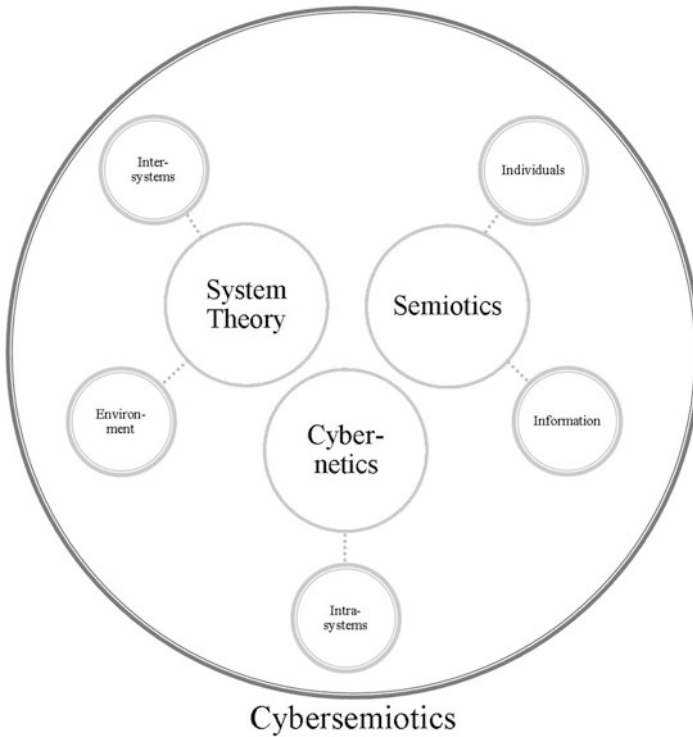 Inter-
systems
Individuals
System
Theory
Semiotics
Environ-
ment
Information
Cyber-
netics
Intra-
systems
Cybersemiotics